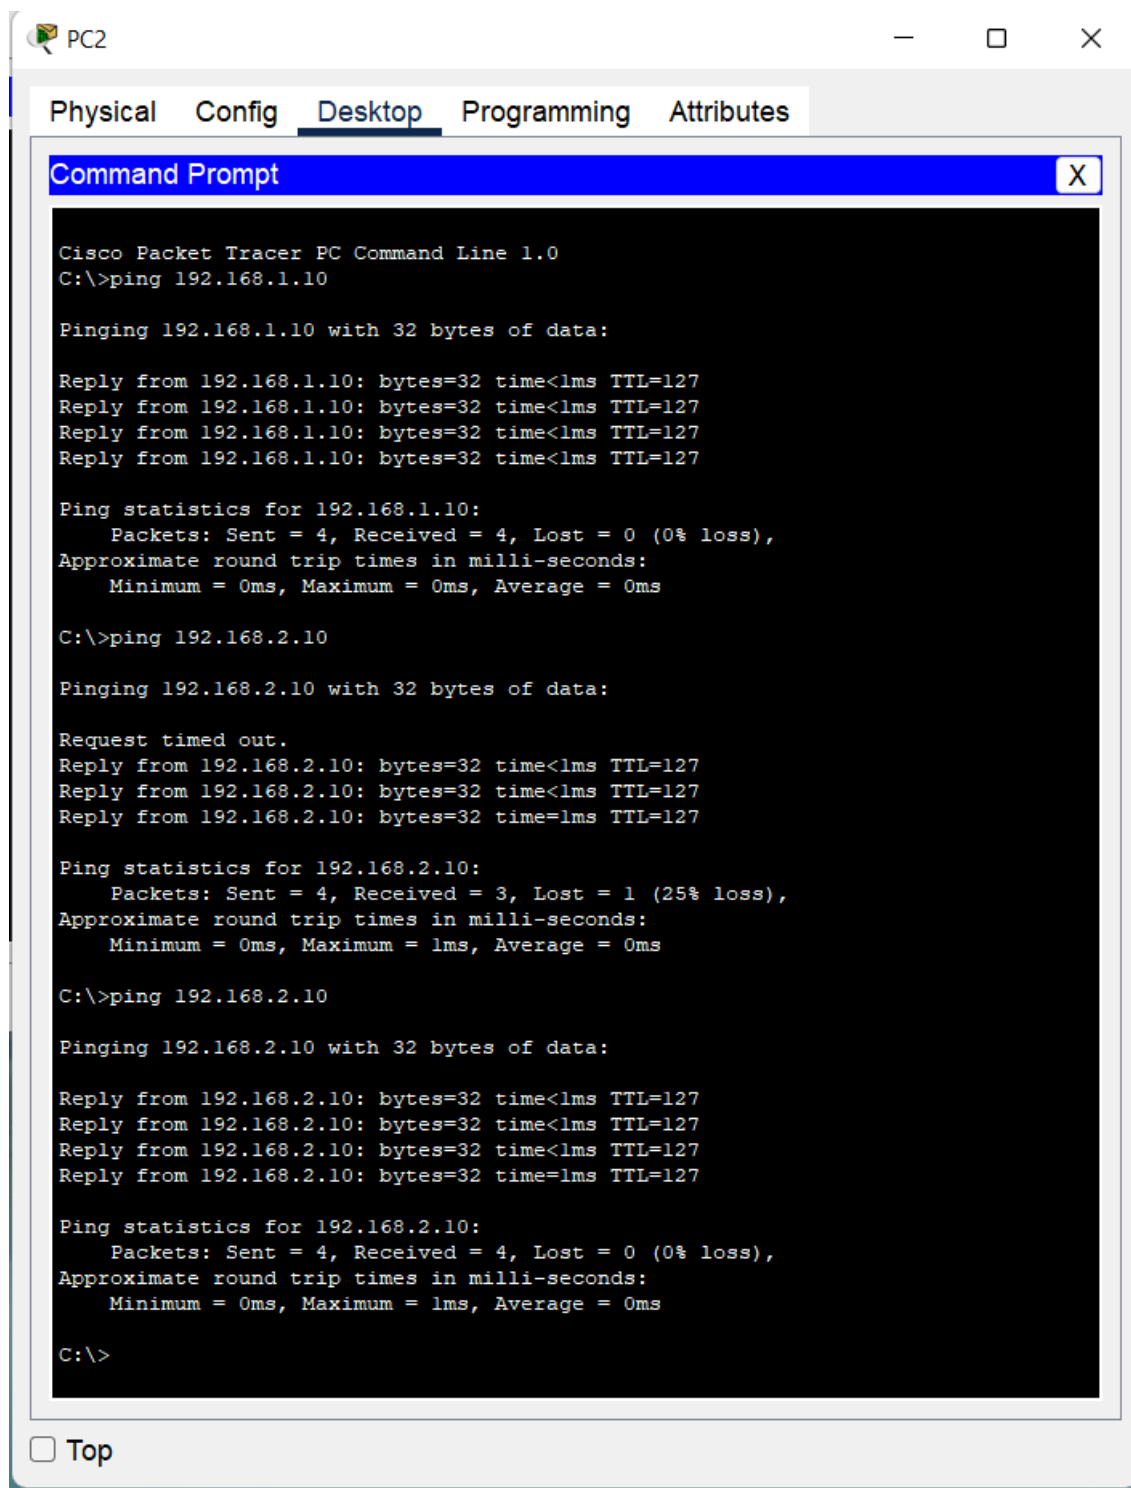 PC2
Physical Config Desktop Programming Attributes
Command Prompt X
Cisco Packet Tracer PC Command Line 1.0
C:\>ping 192.168.1.10
Pinging 192.168.1.10 with 32 bytes of data:
Reply from 192.168.1.10: bytes=32 time<1ms TTL=127
Reply from 192.168.1.10: bytes=32 time<1ms TTL=127
Reply from 192.168.1.10: bytes=32 time<1ms TTL=127
Reply from 192.168.1.10: bytes=32 time<1ms TTL=127
Ping statistics for 192.168.1.10:
Packets: Sent = 4, Received = 4, Lost = 0 (0% loss),
Approximate round trip times in milli-seconds:
Minimum = 0ms, Maximum = 0ms, Average = 0ms
C:\>ping 192.168.2.10
Pinging 192.168.2.10 with 32 bytes of data:
Request timed out.
Reply from 192.168.2.10: bytes=32 time<1ms TTL=127
Reply from 192.168.2.10: bytes=32 time<1ms TTL=127
Reply from 192.168.2.10: bytes=32 time=1ms TTL=127
Ping statistics for 192.168.2.10:
Packets: Sent = 4, Received = 3, Lost = 1 (25% loss),
Approximate round trip times in milli-seconds:
Minimum = 0ms, Maximum = 1ms, Average = 0ms
C:\>ping 192.168.2.10
Pinging 192.168.2.10 with 32 bytes of data:
Reply from 192.168.2.10: bytes=32 time<1ms TTL=127
Reply from 192.168.2.10: bytes=32 time<1ms TTL=127
Reply from 192.168.2.10: bytes=32 time<1ms TTL=127
Reply from 192.168.2.10: bytes=32 time=1ms TTL=127
Ping statistics for 192.168.2.10:
Packets: Sent = 4, Received = 4, Lost = 0 (0% loss),
Approximate round trip times in milli-seconds:
Minimum = 0ms, Maximum = 1ms, Average = 0ms
C:\>
Top